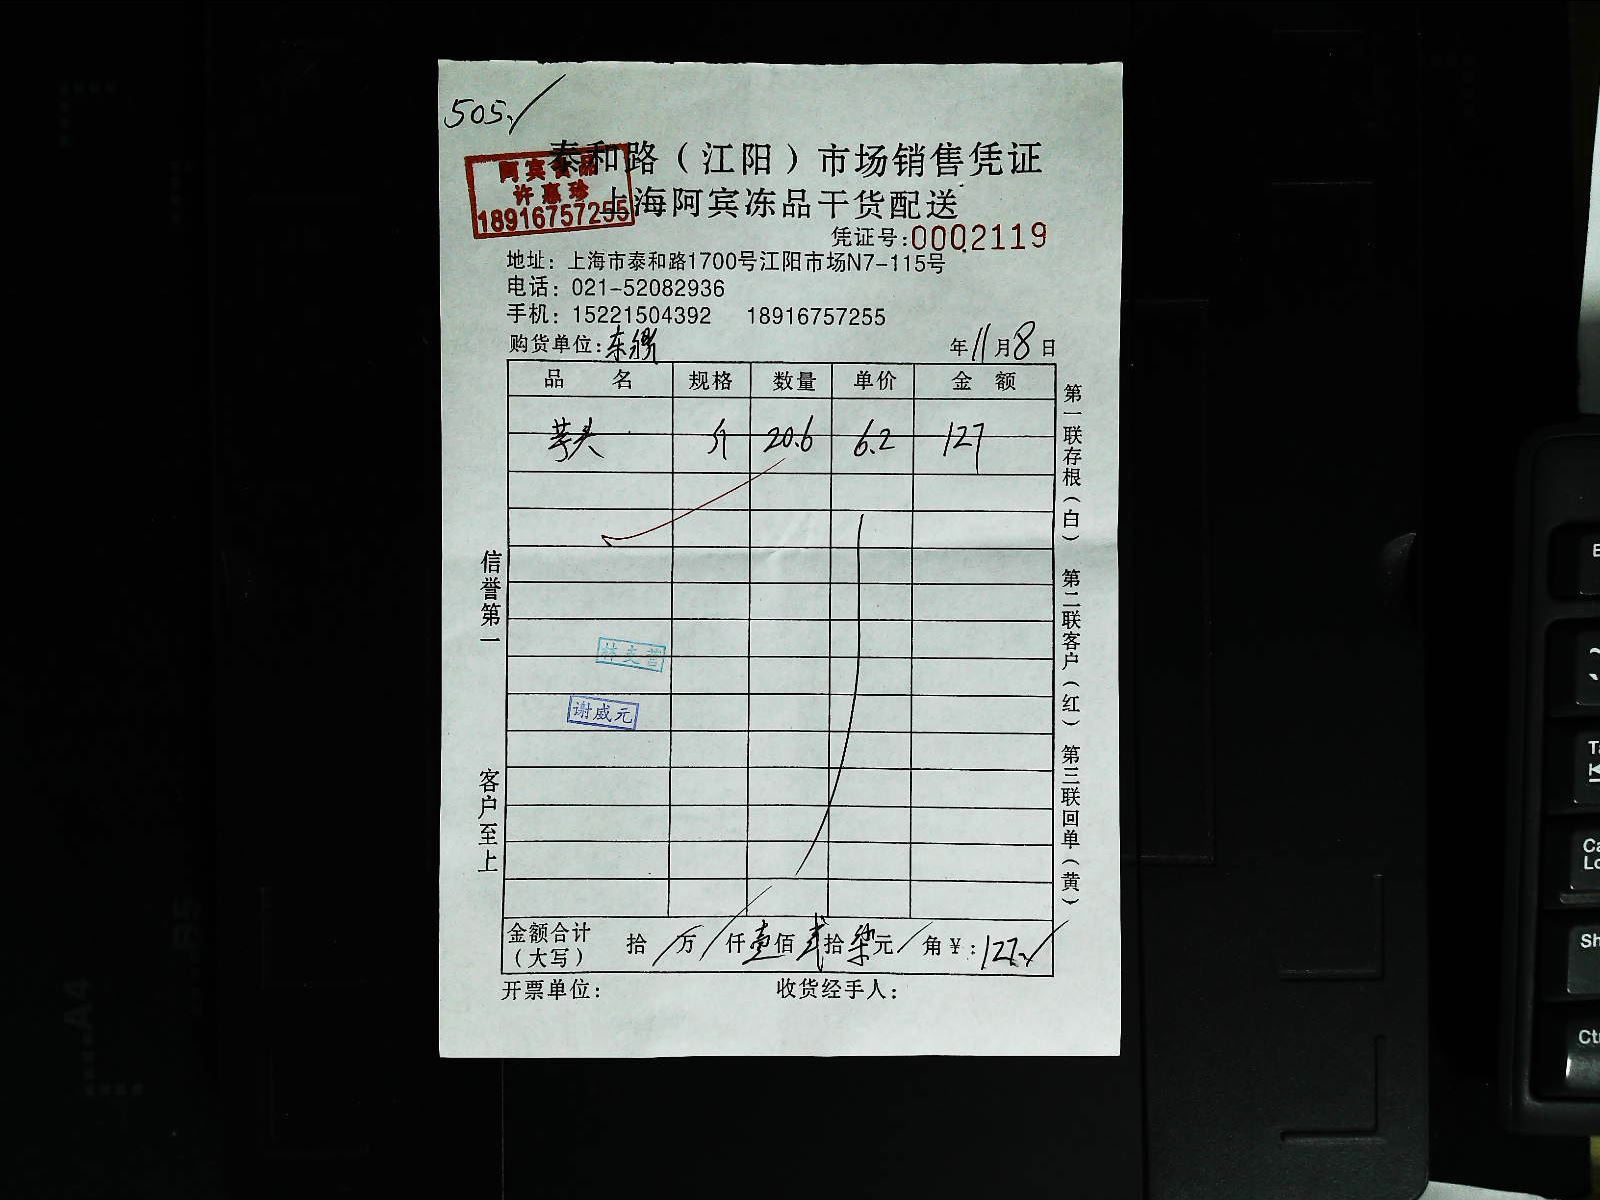 505.
泰和路（江阳）市场销售凭证
阿宾食品
许惠珍
18916757255
上海阿宾冻品干货配送
凭证号:0002119
地址：上海市泰和路1700号江阳市场N7-115号
电话：021-52082936
手机：15221504392 18916757255
购货单位: 年11月8日
品 名 规格 数量 单价 金 额
芋头 斤 20.6 6.2 127
第一联存根（白） 第二联客户（红） 第三联回单（黄）
信誉第一
客户至上
谢威元
金额合计（大写） 拾 万 仟壹佰贰拾柒元 角￥:127.
开票单位: 收货经手人: